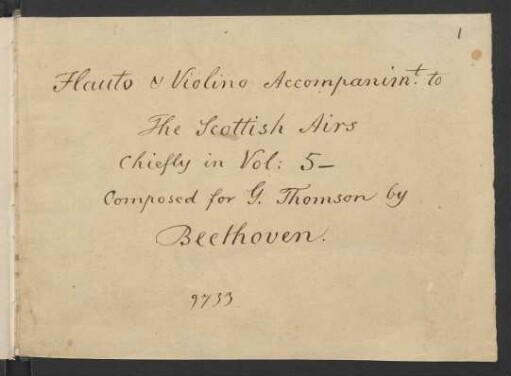 1
Flauto & Violino Accompanimt. to
The Scottish Airs
Chiefly in Vol: 5—
Composed for G. Thomson by
Beethoven.
9733